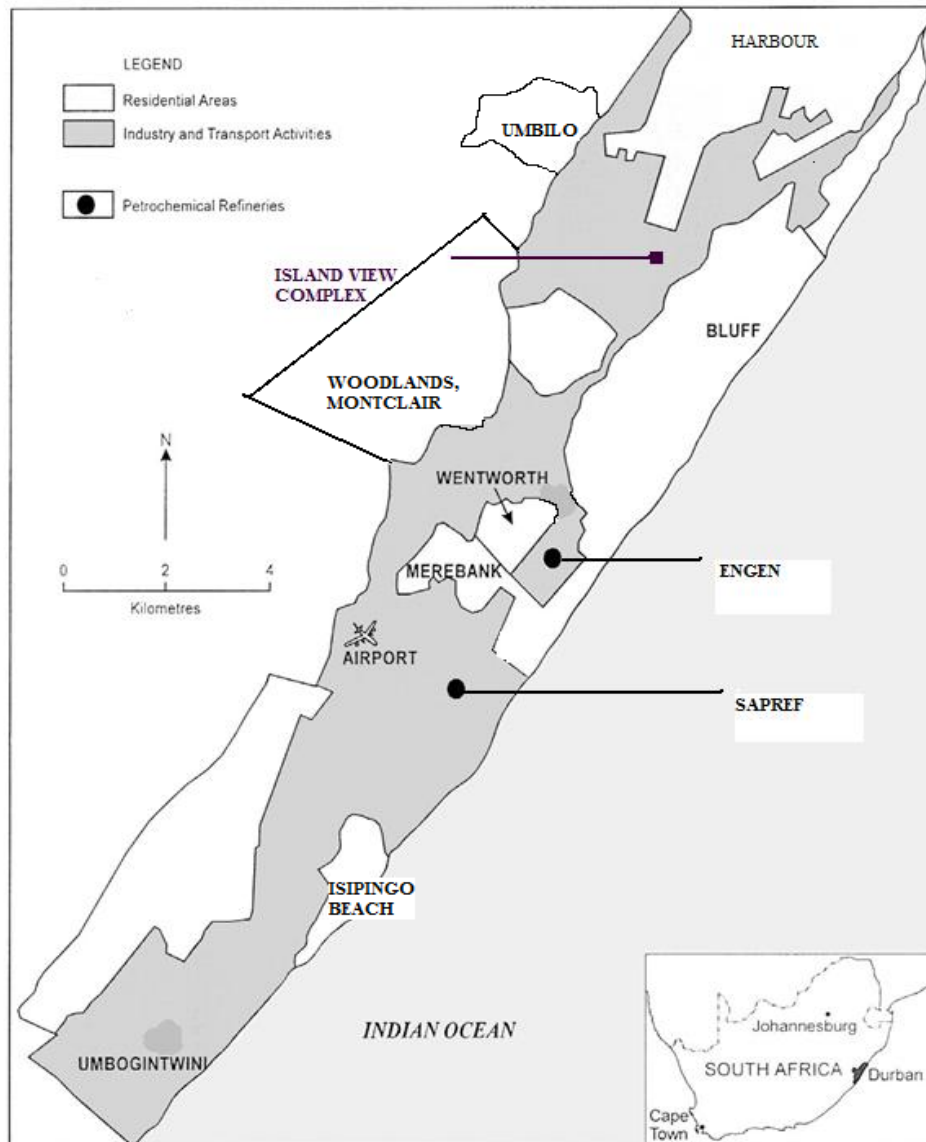 HARBOUR
LEGEND
Residential Areas
Industry and Transport Activities
Petrochemical Refineries
UMBILO
ISLAND VIEW
COMPLEX
BLUFF
WOODLANDS,
MONTCLAIR
N
WENTWORTH
0 2 4
Kilometres
MEREBANK
ENGEN
AIRPORT
SAPREF
ISIPINGO
BEACH
INDIAN OCEAN
UMBOGINTWINI
Johannesburg
SOUTH AFRICA
Durban
Cape
Town